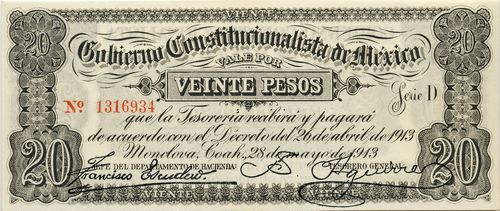 VEINTE
20 Gobierno Constitucionalista de México 20
VALE POR
VEINTE PESOS
Nº 1316934
Serie D
que la Tesorería recibirá y pagará
de acuerdo con el Decreto del 26 de abril de 1913
Monclova, Coah., 28 de mayo de 1913
20 20
JEFE DEL DEPARTAMENTO DE HACIENDA, TESORERO GENERAL,
Francisco Escudero
VEINTE VEINTE